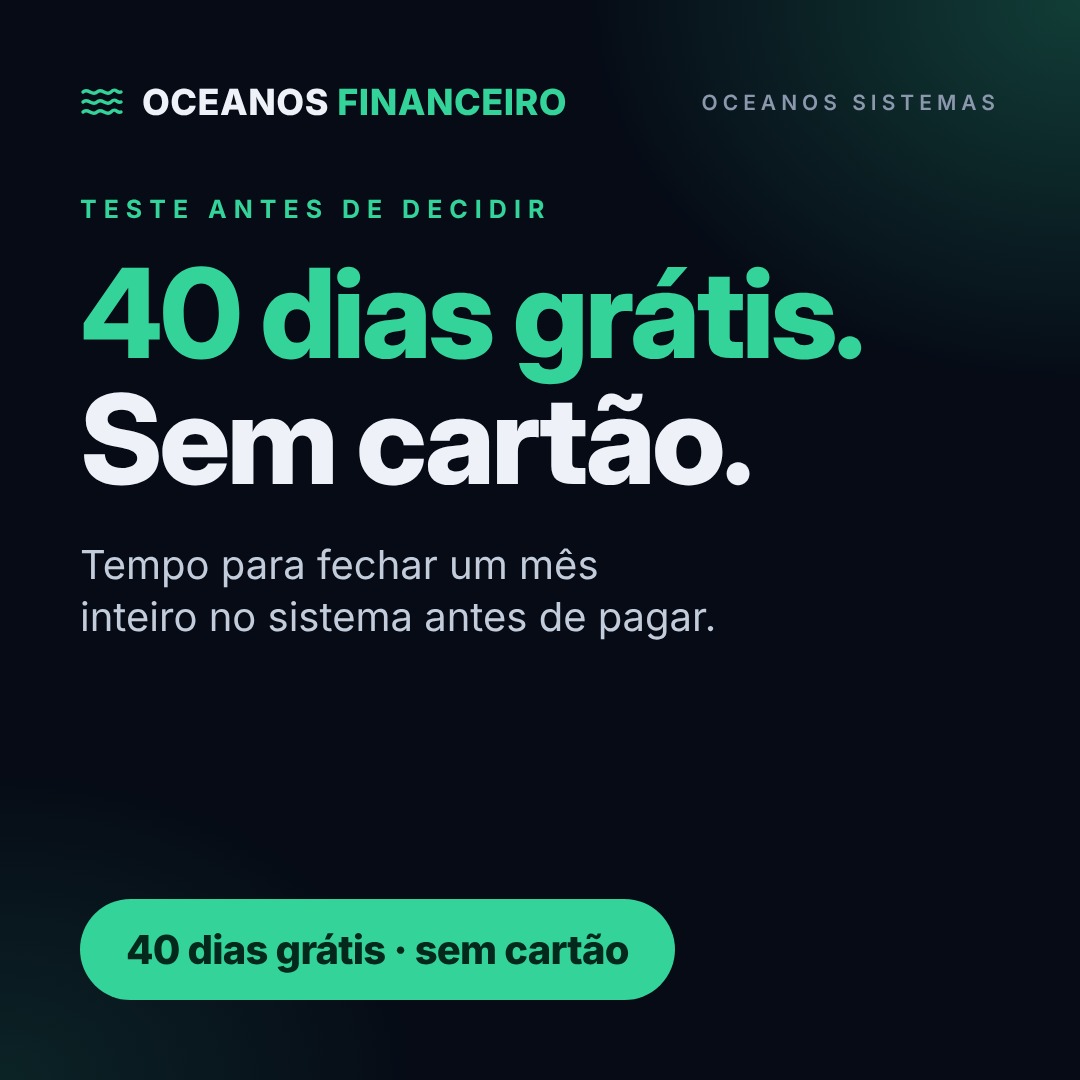 OCEANOS FINANCEIRO
OCEANOS SISTEMAS
TESTE ANTES DE DECIDIR
40 dias grátis.
Sem cartão.
Tempo para fechar um mês
inteiro no sistema antes de pagar.
40 dias grátis · sem cartão